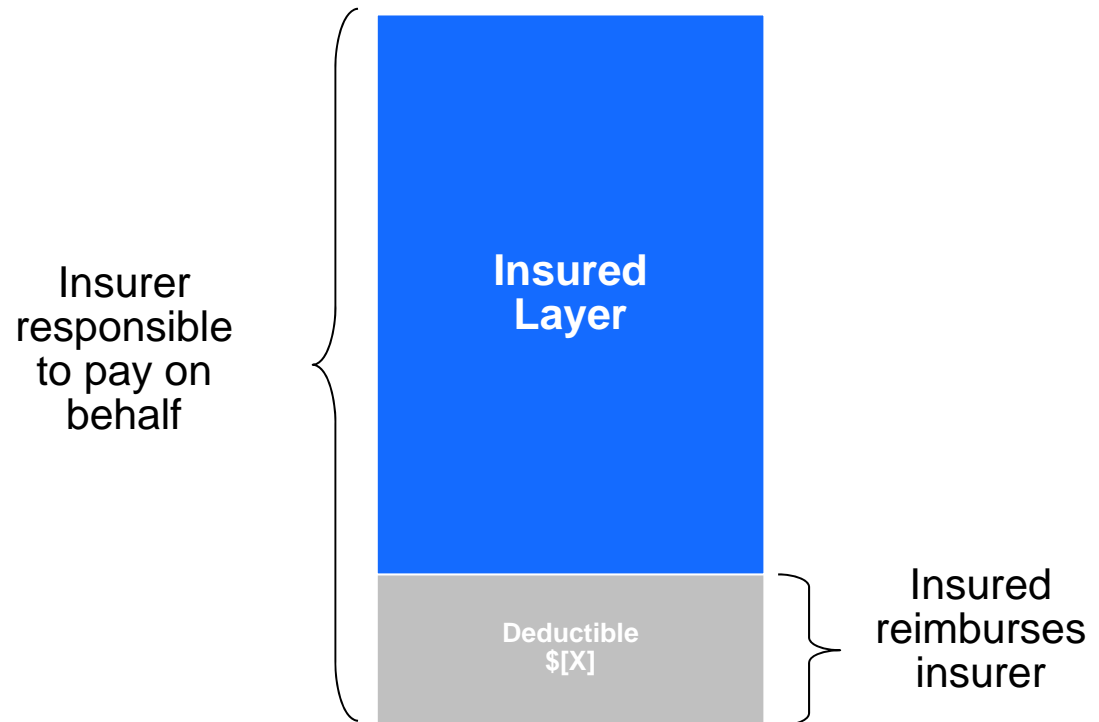 Insurer
responsible
to pay on
behalf
Insured
Layer
Deductible
$[X]
Insured
reimburses
insurer